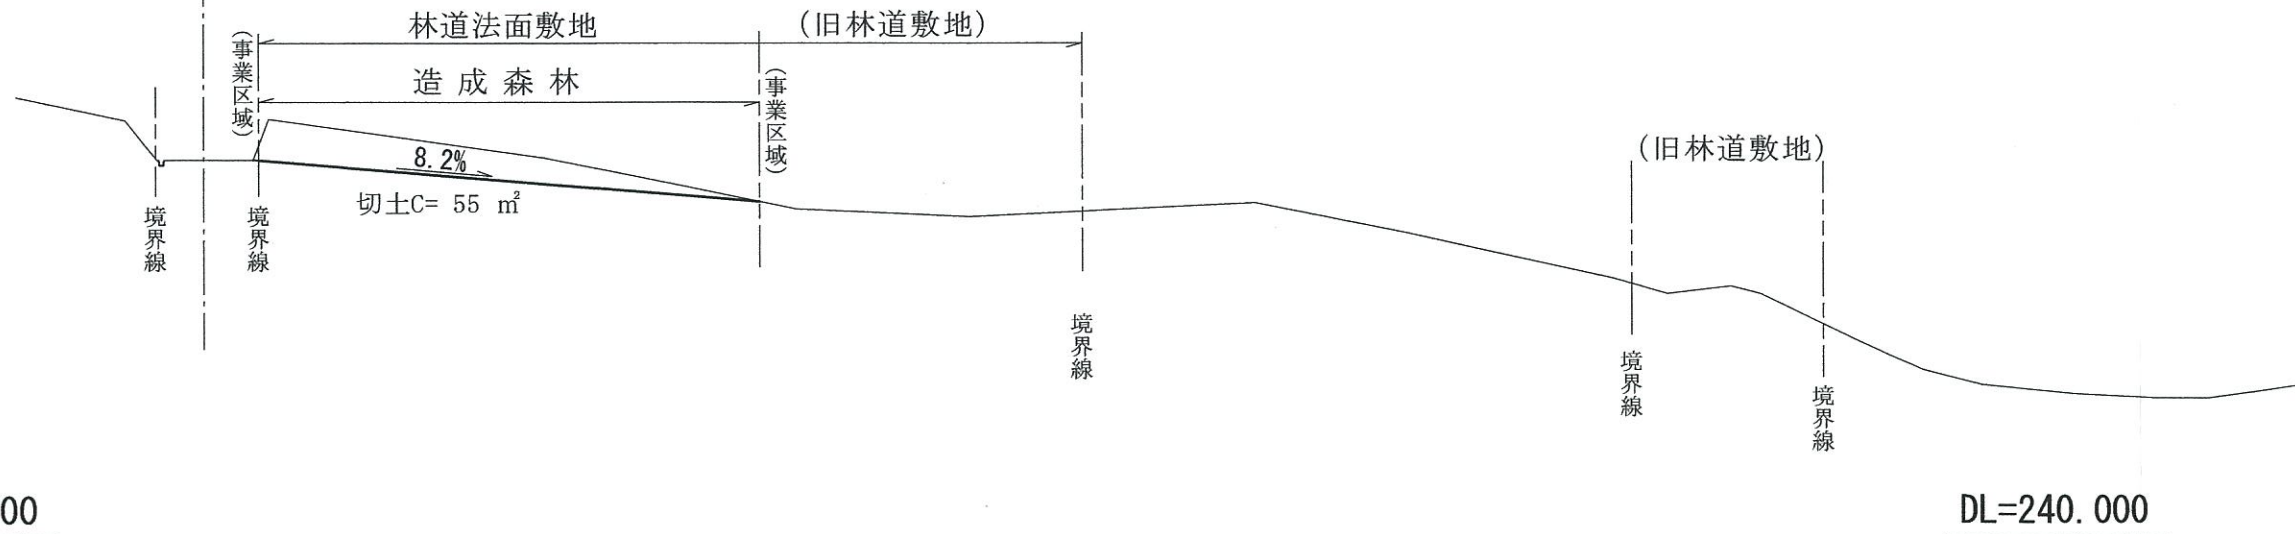 林道法面敷地
(旧林道敷地)
(事業区域)
造成森林
(事業区域)
8.2%
切土C= 55 ㎡
(旧林道敷地)
境界線
境界線
境界線
境界線
境界線
00
DL=240.000